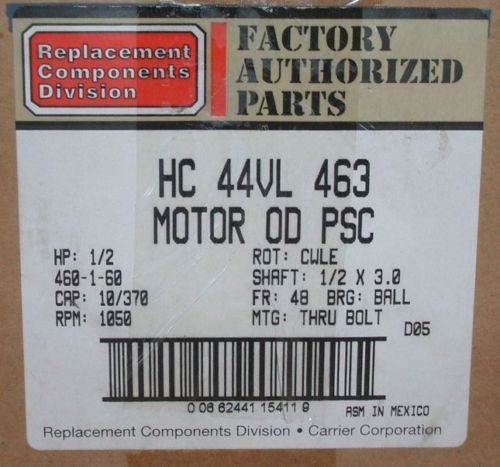 Replacement
Components
Division
FACTORY
AUTHORIZED
PARTS
HC 44VL 463
MOTOR OD PSC
HP: 1/2 ROT: CWLE
460-1-60 SHAFT: 1/2 X 3.0
CAP: 10/370 FR: 48 BRG: BALL
RPM: 1050 MTG: THRU BOLT
D05
0 06 62441 15411 9
ASM IN MEXICO
Replacement Components Division • Carrier Corporation